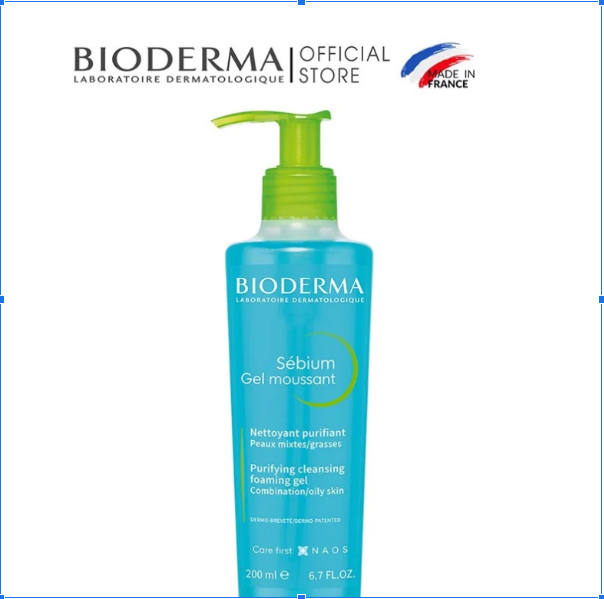 BIODERMA
LABORATOIRE DERMATOLOGIQUE
OFFICIAL
STORE
MADE IN
FRANCE
BIODERMA
LABORATOIRE DERMATOLOGIQUE
Sébium
Gel moussant
Nettoyant purifiant
Peaux mixtes/grasses
Purifying cleansing
foaming gel
Combination/oily skin
DERMO-BREVETÉ/DERMO-PATENTED
Care first NAOS
200 ml e 6.7 FL.OZ.